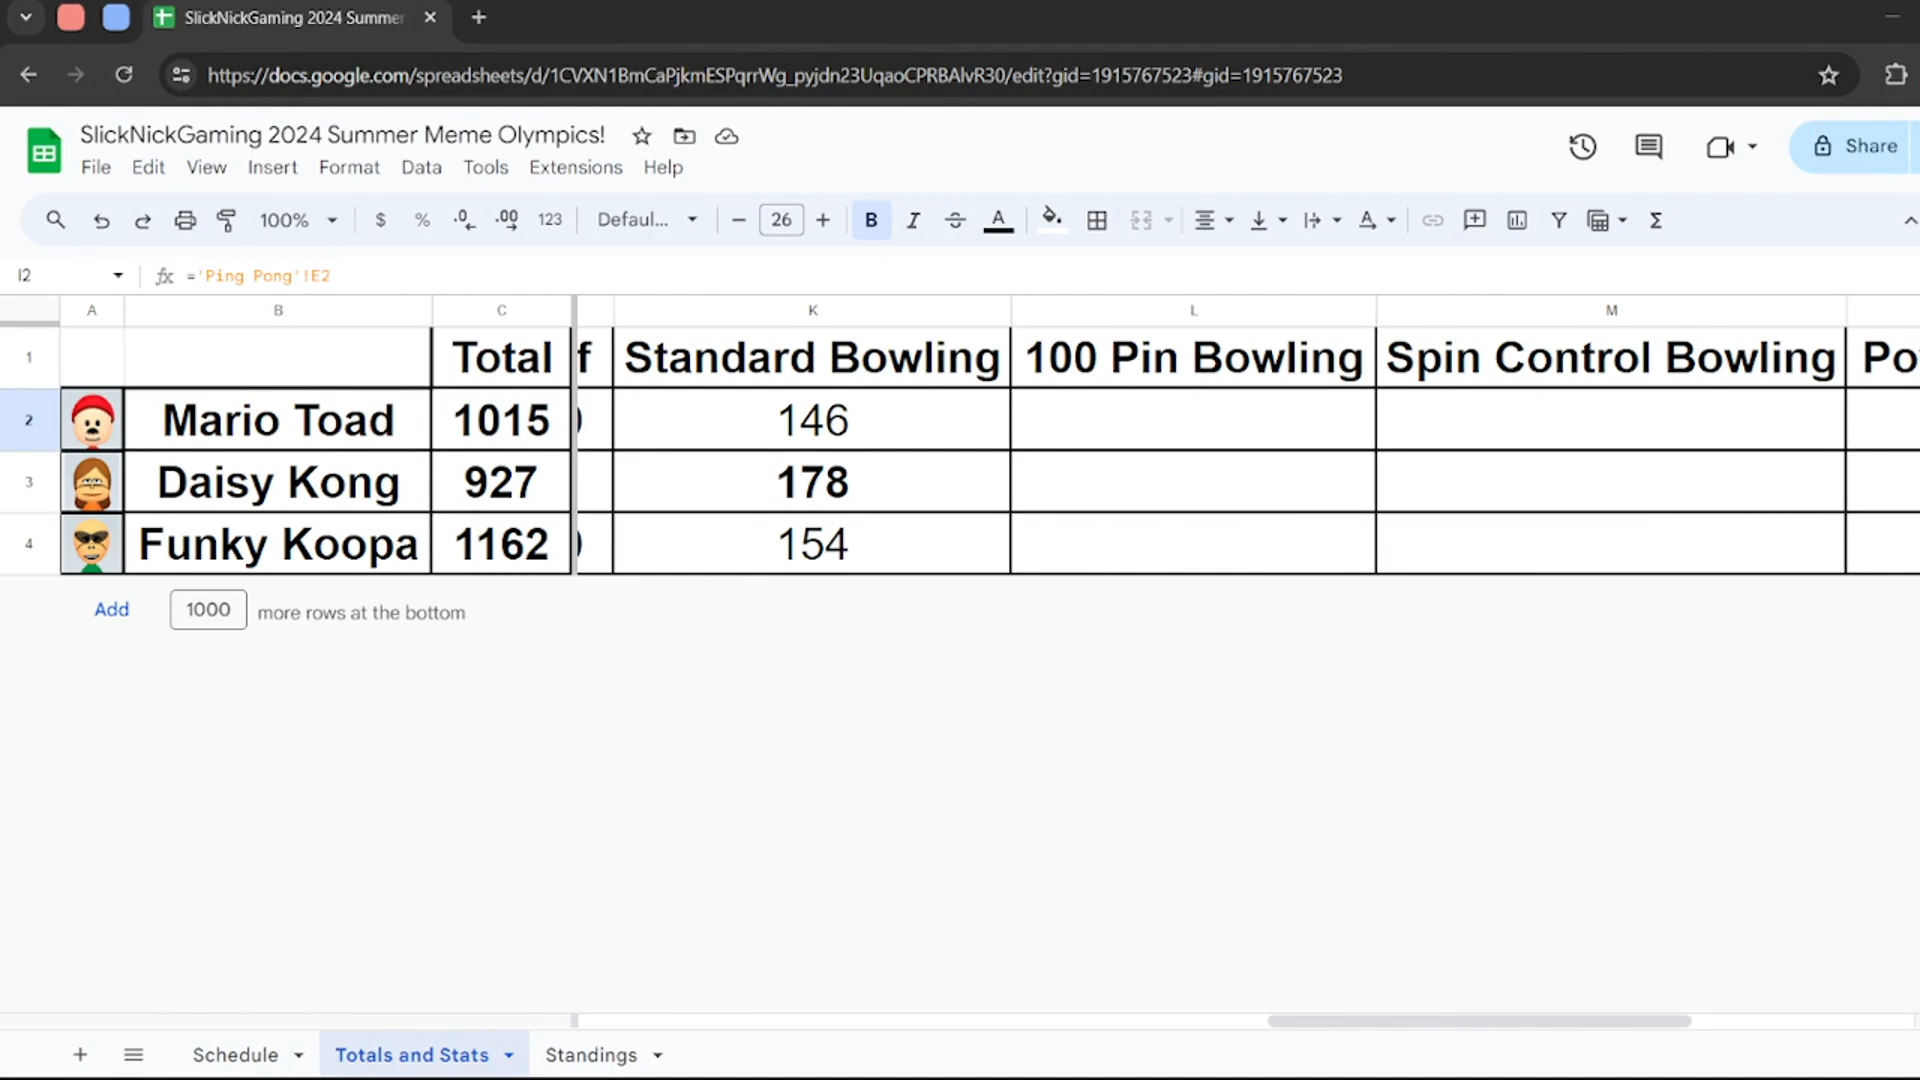 SlickNickGaming 2024 Summer
https://docs.google.com/spreadsheets/d/1CVXN1BmCaPjkmESPqrrWg_pyjdn23UqaoCPRBAlvR30/edit?gid=1915767523#gid=1915767523
SlickNickGaming 2024 Summer Meme Olympics!
File Edit View Insert Format Data Tools Extensions Help
Share
100% $ % .0 .00 123 Defaul... 26 B I A A Σ
I2 fx ='Ping Pong'!E2
A B C K L M
1 Total f Standard Bowling 100 Pin Bowling Spin Control Bowling Po
2 Mario Toad 1015 146
3 Daisy Kong 927 178
4 Funky Koopa 1162 154
Add 1000 more rows at the bottom
Schedule Totals and Stats Standings